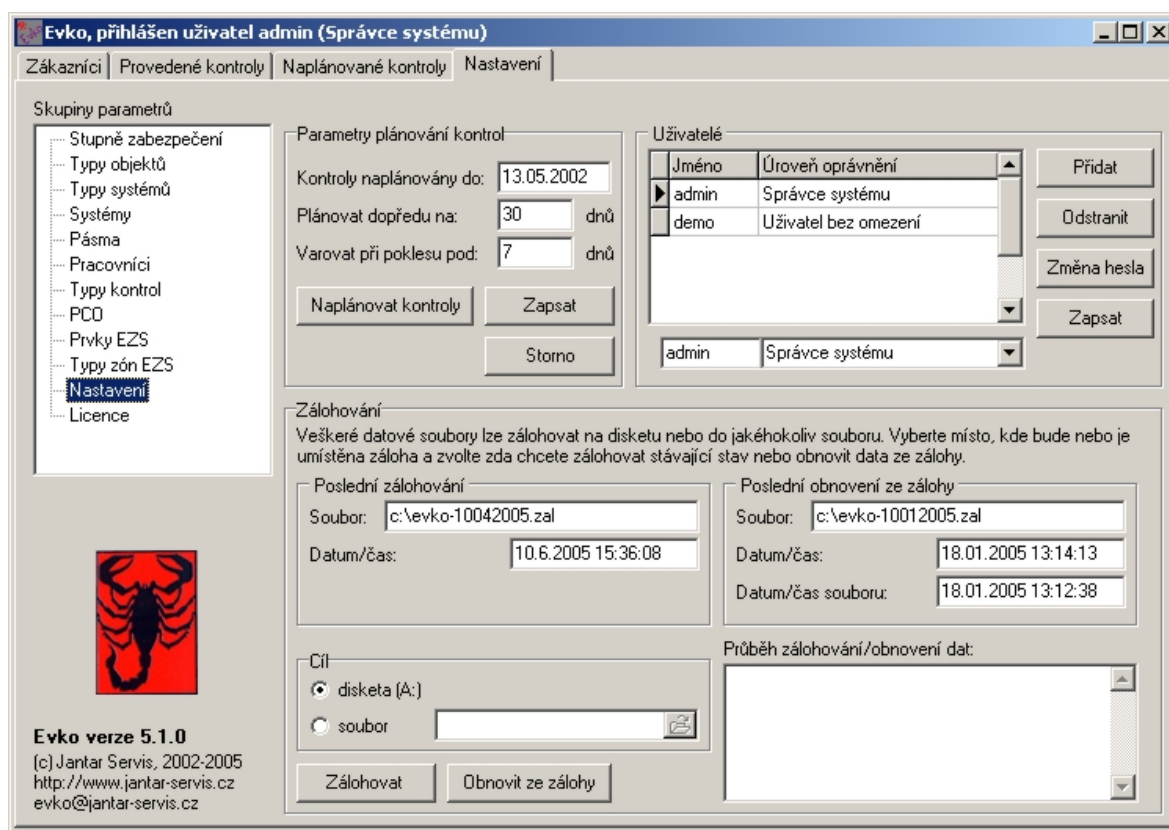 Evko, přihlášen uživatel admin (Správce systému)
Zákazníci
Provedené kontroly
Naplánované kontroly
Nastavení
Skupiny parametrů
Stupně zabezpečení
Typy objektů
Typy systémů
Systémy
Pásma
Pracovníci
Typy kontrol
PCO
Prvky EZS
Typy zón EZS
Nastavení
Licence
Parametry plánování kontrol
Kontroly naplánovány do: 13.05.2002
Plánovat dopředu na: 30 dnů
Varovat při poklesu pod: 7 dnů
Naplánovat kontroly
Zapsat
Storno
Uživatelé
Jméno Úroveň oprávnění
admin Správce systému
demo Uživatel bez omezení
admin Správce systému
Přidat
Odstranit
Změna hesla
Zapsat
Zálohování
Veškeré datové soubory lze zálohovat na disketu nebo do jakéhokoliv souboru. Vyberte místo, kde bude nebo je
umístěna záloha a zvolte zda chcete zálohovat stávající stav nebo obnovit data ze zálohy.
Poslední zálohování
Soubor: c:\evko-10042005.zal
Datum/čas: 10.6.2005 15:36:08
Poslední obnovení ze zálohy
Soubor: c:\evko-10012005.zal
Datum/čas: 18.01.2005 13:14:13
Datum/čas souboru: 18.01.2005 13:12:38
Cíl
disketa (A:)
soubor
Zálohovat
Obnovit ze zálohy
Průběh zálohování/obnovení dat:
Evko verze 5.1.0
(c) Jantar Servis, 2002-2005
http://www.jantar-servis.cz
evko@jantar-servis.cz